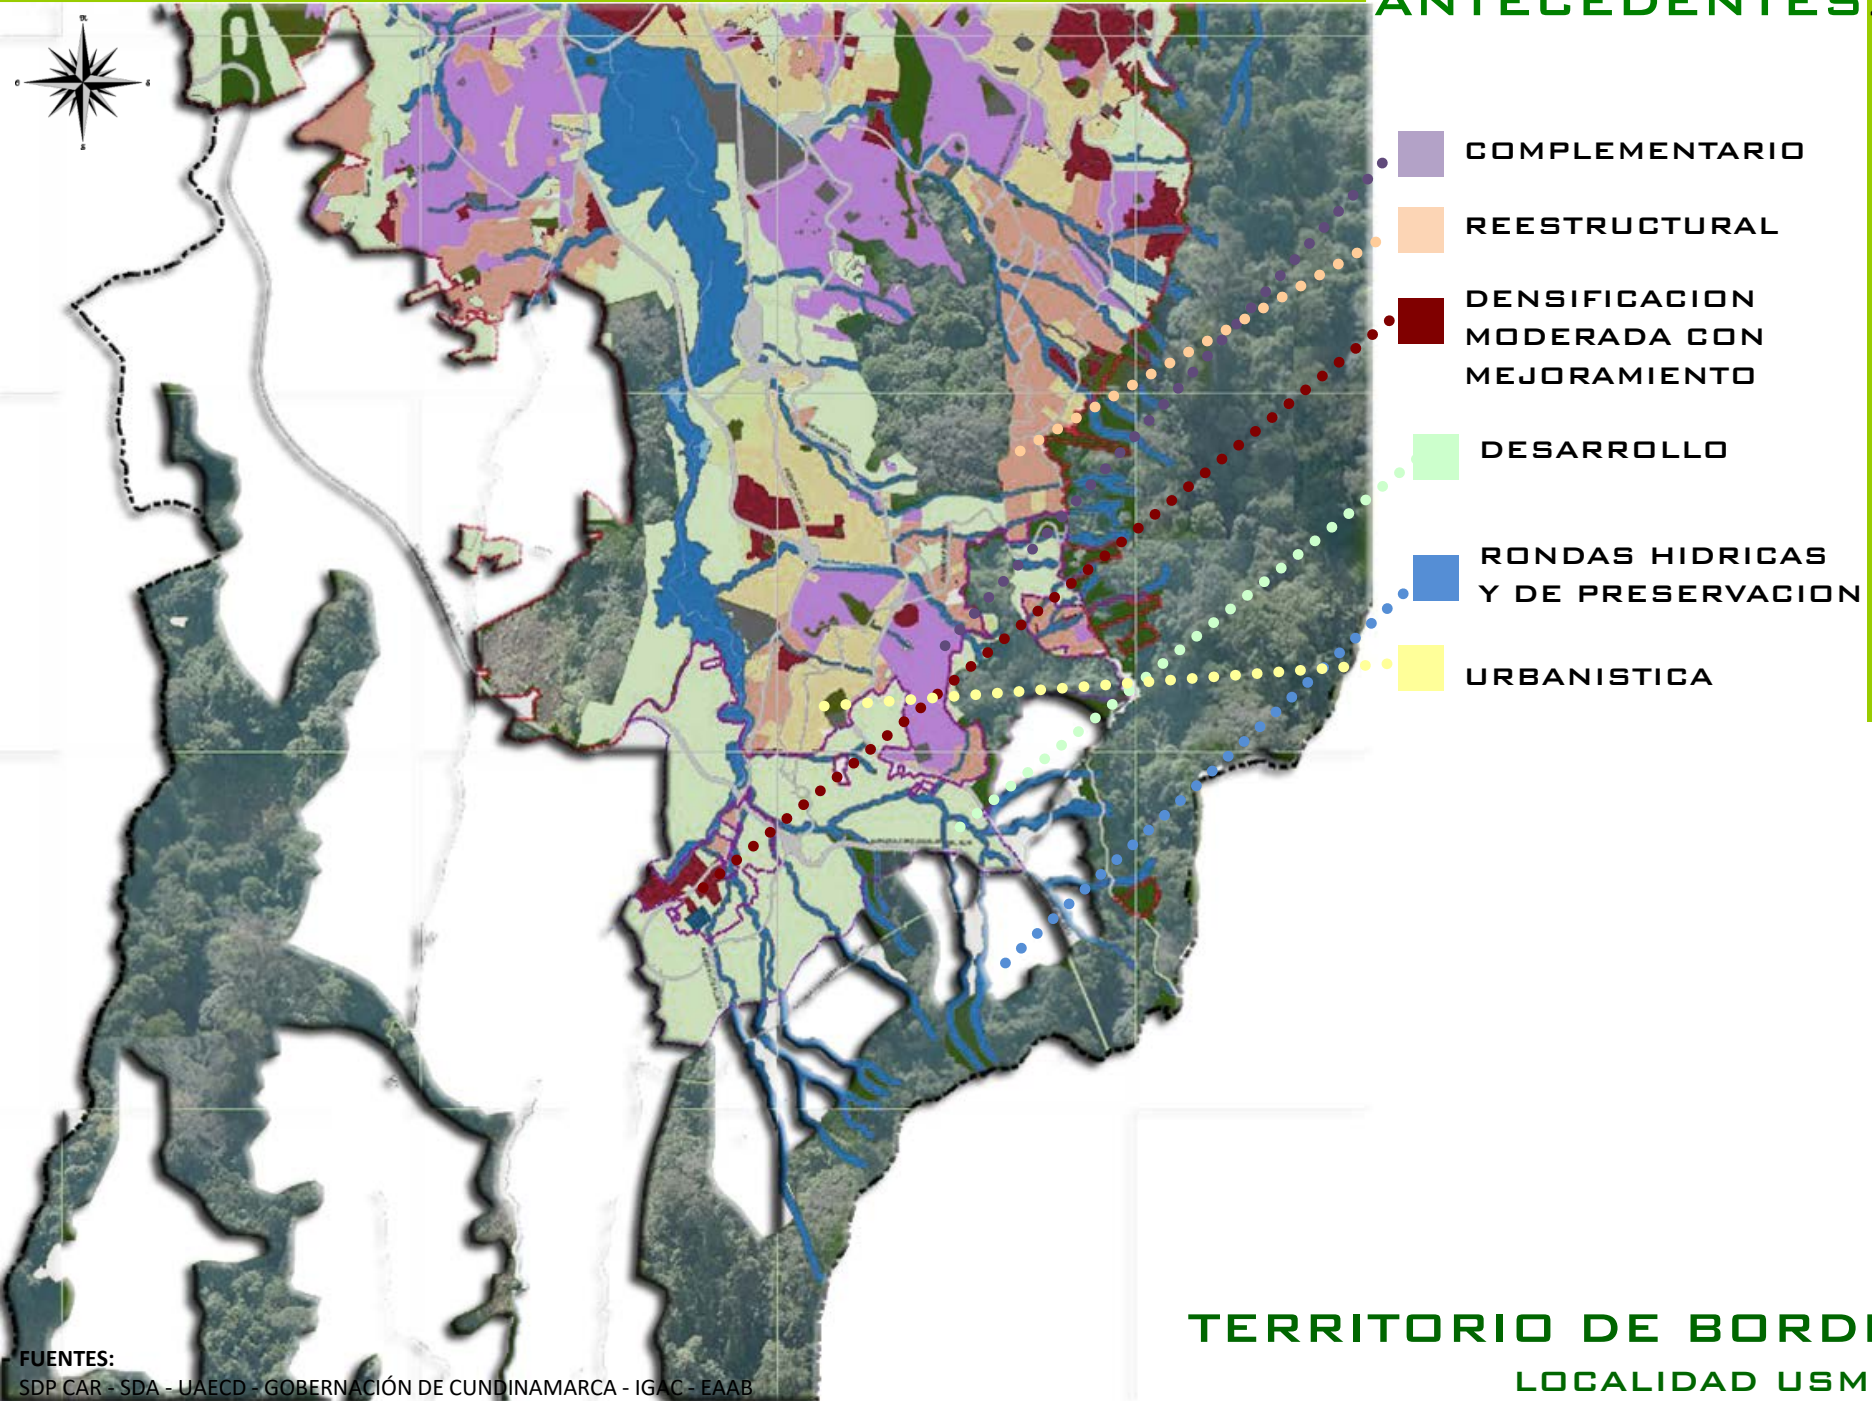 ANTECEDENTES
COMPLEMENTARIO
REESTRUCTURAL
DENSIFICACION
MODERADA CON
MEJORAMIENTO
DESARROLLO
RONDAS HIDRICAS
Y DE PRESERVACION
URBANISTICA
TERRITORIO DE BORD
LOCALIDAD USM
FUENTES:
SDP CAR - SDA - UAECD - GOBERNACIÓN DE CUNDINAMARCA - IGAC - EAAB